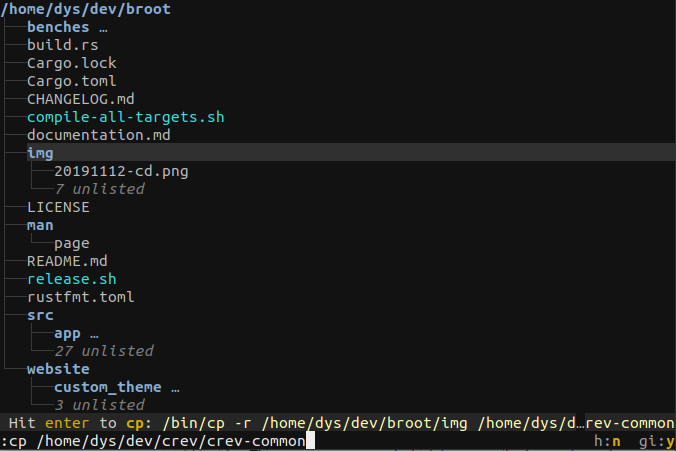 /home/dys/dev/broot
benches …
build.rs
Cargo.lock
Cargo.toml
CHANGELOG.md
compile-all-targets.sh
documentation.md
img
20191112-cd.png
7 unlisted
LICENSE
man
page
README.md
release.sh
rustfmt.toml
src
app …
27 unlisted
website
custom_theme …
3 unlisted
Hit enter to cp: /bin/cp -r /home/dys/dev/broot/img /home/dys/d…rev-common
:cp /home/dys/dev/crev/crev-common h:n gi:y